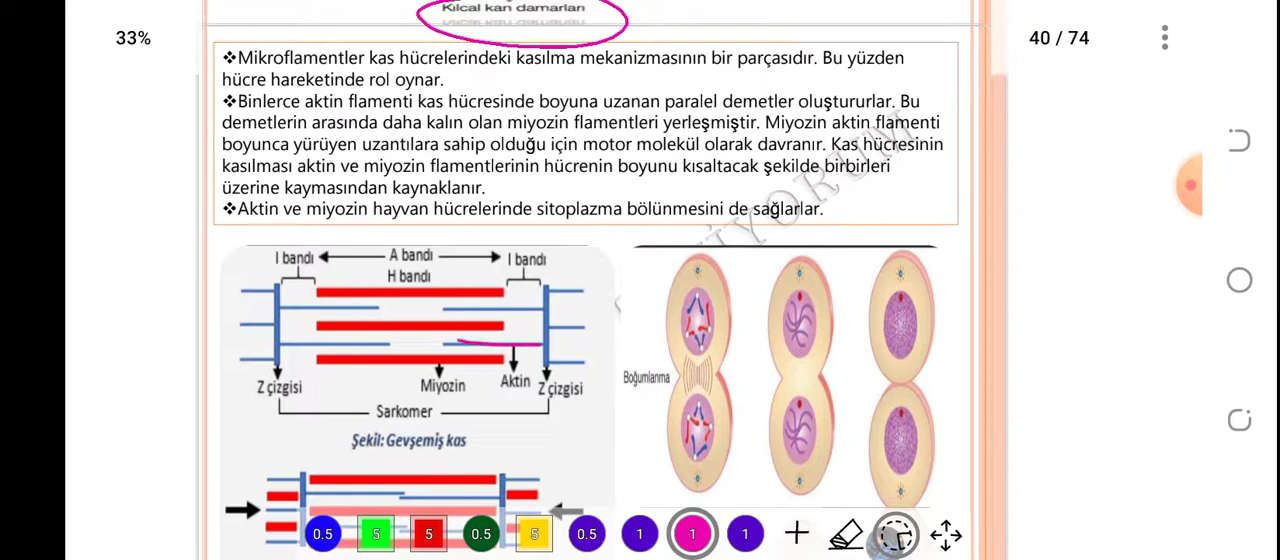 Kılcal kan damarları
33%
40 / 74
❖Mikroflamentler kas hücrelerindeki kasılma mekanizmasının bir parçasıdır. Bu yüzden
hücre hareketinde rol oynar.
❖Binlerce aktin flamenti kas hücresinde boyuna uzanan paralel demetler oluştururlar. Bu
demetlerin arasında daha kalın olan miyozin flamentleri yerleşmiştir. Miyozin aktin flamenti
boyunca yürüyen uzantılara sahip olduğu için motor molekül olarak davranır. Kas hücresinin
kasılması aktin ve miyozin flamentlerinin hücrenin boyunu kısaltacak şekilde birbirleri
üzerine kaymasından kaynaklanır.
❖Aktin ve miyozin hayvan hücrelerinde sitoplazma bölünmesini de sağlarlar.
I bandı A bandı I bandı
H bandı
Z çizgisi Miyozin Aktin Z çizgisi
Sarkomer
Şekil: Gevşemiş kas
Boğumlanma
0.5 5 5 0.5 5 0.5 1 1 1